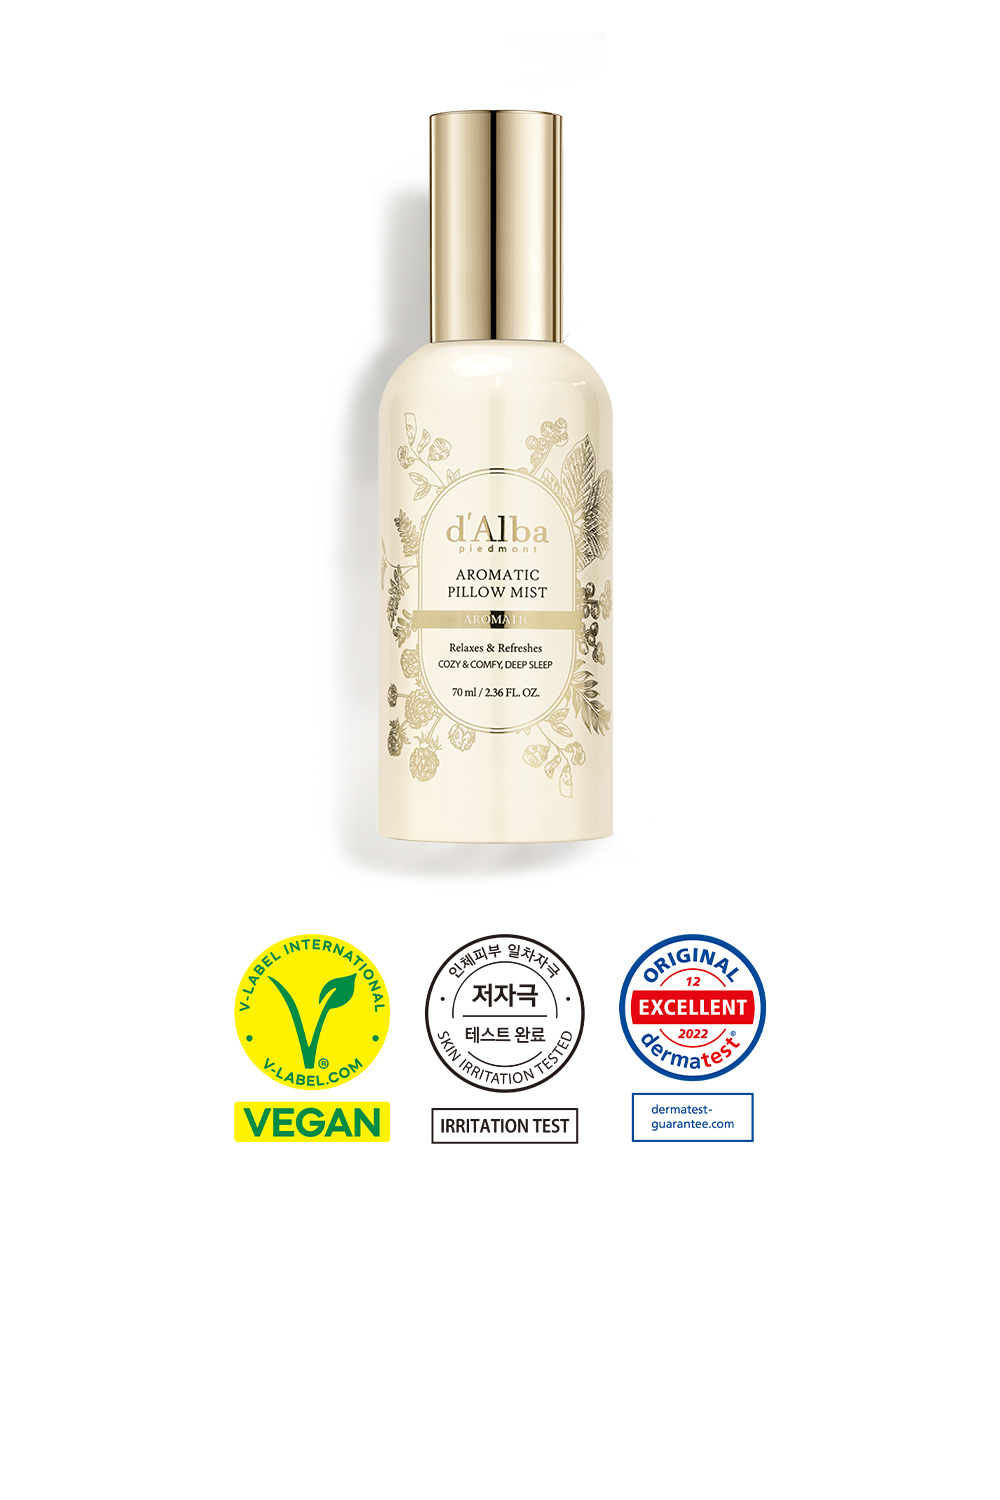 d'Alba
piedmont
AROMATIC
PILLOW MIST
AROMATIC
Relaxes & Refreshes
COZY & COMFY, DEEP SLEEP
70 ml / 2.36 FL. OZ.
V-LABEL INTERNATIONAL
®
V-LABEL.COM
VEGAN
인체피부 일차자극
저자극
테스트 완료
SKIN IRRITATION TESTED
IRRITATION TEST
ORIGINAL
12
EXCELLENT
2022
dermatest®
dermatest-
guarantee.com